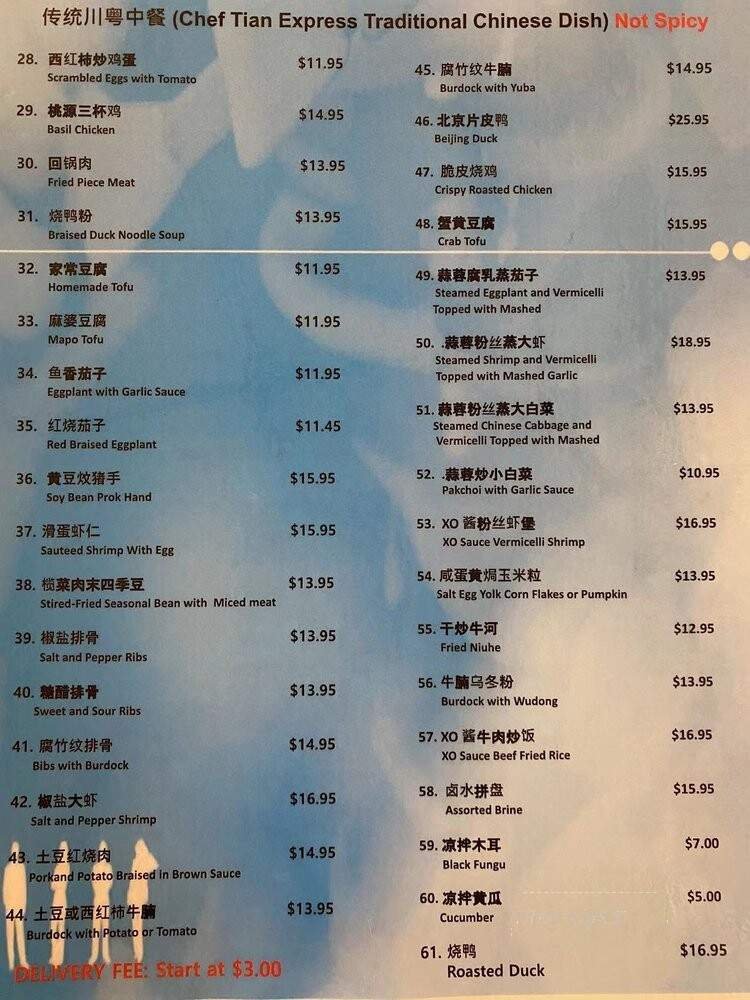 传统川粤中餐 (Chef Tian Express Traditional Chinese Dish) Not Spicy
28. 西红柿炒鸡蛋 $11.95
Scrambled Eggs with Tomato
29. 桃源三杯鸡 $14.95
Basil Chicken
30. 回锅肉 $13.95
Fried Piece Meat
31. 烧鸭粉 $13.95
Braised Duck Noodle Soup
32. 家常豆腐 $11.95
Homemade Tofu
33. 麻婆豆腐 $11.95
Mapo Tofu
34. 鱼香茄子 $11.95
Eggplant with Garlic Sauce
35. 红烧茄子 $11.45
Red Braised Eggplant
36. 黄豆炆猪手 $15.95
Soy Bean Prok Hand
37. 滑蛋虾仁 $15.95
Sauteed Shrimp With Egg
38. 榄菜肉末四季豆 $13.95
Stired-Fried Seasonal Bean with Miced meat
39. 椒盐排骨 $13.95
Salt and Pepper Ribs
40. 糖醋排骨 $13.95
Sweet and Sour Ribs
41. 腐竹纹排骨 $14.95
Bibs with Burdock
42. 椒盐大虾 $16.95
Salt and Pepper Shrimp
43. 土豆红烧肉 $14.95
Porkand Potato Braised in Brown Sauce
44. 土豆或西红柿牛腩 $13.95
Burdock with Potato or Tomato
DELIVERY FEE: Start at $3.00
45. 腐竹纹牛腩 $14.95
Burdock with Yuba
46. 北京片皮鸭 $25.95
Beijing Duck
47. 脆皮烧鸡 $15.95
Crispy Roasted Chicken
48. 蟹黄豆腐 $15.95
Crab Tofu
49. 蒜蓉腐乳蒸茄子 $13.95
Steamed Eggplant and Vermicelli
Topped with Mashed
50. .蒜蓉粉丝蒸大虾 $18.95
Steamed Shrimp and Vermicelli
Topped with Mashed Garlic
51. 蒜蓉粉丝蒸大白菜 $13.95
Steamed Chinese Cabbage and
Vermicelli Topped with Mashed
52. .蒜蓉炒小白菜 $10.95
Pakchoi with Garlic Sauce
53. XO 酱粉丝虾堡 $16.95
XO Sauce Vermicelli Shrimp
54. 咸蛋黄焗玉米粒 $13.95
Salt Egg Yolk Corn Flakes or Pumpkin
55. 干炒牛河 $12.95
Fried Niuhe
56. 牛腩乌冬粉 $13.95
Burdock with Wudong
57. XO 酱牛肉炒饭 $16.95
XO Sauce Beef Fried Rice
58. 卤水拼盘 $15.95
Assorted Brine
59. 凉拌木耳 $7.00
Black Fungu
60. 凉拌黄瓜 $5.00
Cucumber
61. 烧鸭 $16.95
Roasted Duck